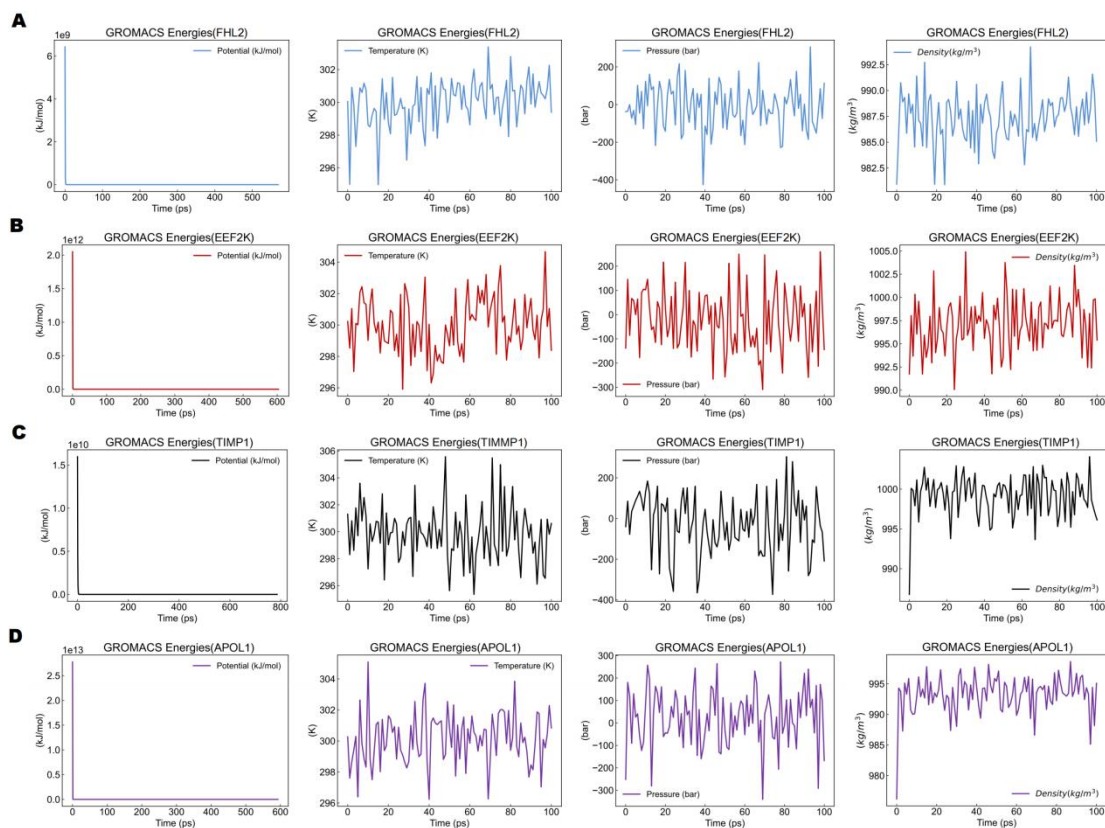 A
GROMACS Energies(FHL2)
1e9
Potential (kJ/mol)
(kJ/mol)
6
4
2
0
0 100 200 300 400 500
Time (ps)
GROMACS Energies(FHL2)
Temperature (K)
(K)
302
300
298
296
0 20 40 60 80 100
Time (ps)
GROMACS Energies(FHL2)
Pressure (bar)
(bar)
200
0
−200
−400
0 20 40 60 80 100
Time (ps)
GROMACS Energies(FHL2)
Density(kg/m³)
(kg/m³)
992.5
990.0
987.5
985.0
982.5
0 20 40 60 80 100
Time (ps)
B
GROMACS Energies(EEF2K)
1e12
Potential (kJ/mol)
(kJ/mol)
2.0
1.5
1.0
0.5
0.0
0 100 200 300 400 500 600
Time (ps)
GROMACS Energies(EEF2K)
Temperature (K)
(K)
304
302
300
298
296
0 20 40 60 80 100
Time (ps)
GROMACS Energies(EEF2K)
Pressure (bar)
(bar)
200
100
0
−100
−200
−300
0 20 40 60 80 100
Time (ps)
GROMACS Energies(EEF2K)
Density(kg/m³)
(kg/m³)
1005.0
1002.5
1000.0
997.5
995.0
992.5
990.0
0 20 40 60 80 100
Time (ps)
C
GROMACS Energies(TIMP1)
1e10
Potential (kJ/mol)
(kJ/mol)
1.5
1.0
0.5
0.0
0 200 400 600 800
Time (ps)
GROMACS Energies(TIMMP1)
Temperature (K)
(K)
306
304
302
300
298
296
0 20 40 60 80 100
Time (ps)
GROMACS Energies(TIMP1)
Pressure (bar)
(bar)
200
0
−200
−400
0 20 40 60 80 100
Time (ps)
GROMACS Energies(TIMP1)
Density(kg/m³)
(kg/m³)
1000
995
990
0 20 40 60 80 100
Time (ps)
D
GROMACS Energies(APOL1)
1e13
Potential (kJ/mol)
(kJ/mol)
2.5
2.0
1.5
1.0
0.5
0.0
0 100 200 300 400 500 600
Time (ps)
GROMACS Energies(APOL1)
Temperature (K)
(K)
304
302
300
298
296
0 20 40 60 80 100
Time (ps)
GROMACS Energies(APOL1)
Pressure (bar)
(bar)
300
200
100
0
−100
−200
−300
0 20 40 60 80 100
Time (ps)
GROMACS Energies(APOL1)
Density(kg/m³)
(kg/m³)
995
990
985
980
0 20 40 60 80 100
Time (ps)